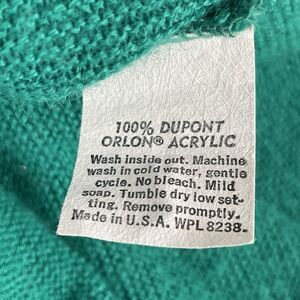 100% DUPONT
ORLON® ACRYLIC
Wash inside out. Machine
wash in cold water, gentle
cycle. No bleach. Mild
soap. Tumble dry low set-
ting. Remove promptly.
Made in U.S.A. WPL 8238.